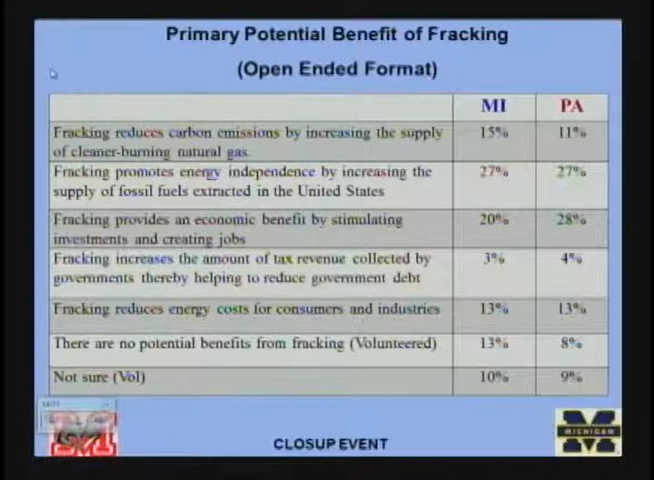 Primary Potential Benefit of Fracking
(Open Ended Format)
MI PA
Fracking reduces carbon emissions by increasing the supply of cleaner-burning natural gas. 15% 11%
Fracking promotes energy independence by increasing the supply of fossil fuels extracted in the United States 27% 27%
Fracking provides an economic benefit by stimulating investments and creating jobs 20% 28%
Fracking increases the amount of tax revenue collected by governments thereby helping to reduce government debt 3% 4%
Fracking reduces energy costs for consumers and industries 13% 13%
There are no potential benefits from fracking (Volunteered) 13% 8%
Not sure (Vol) 10% 9%
CLOSUP EVENT
MICHIGAN